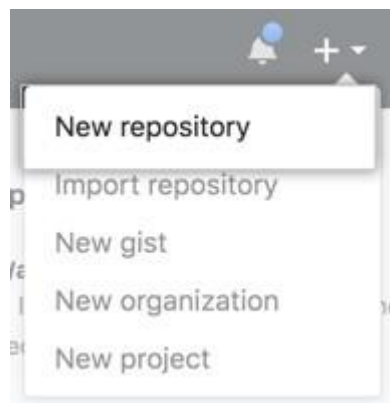 New repository
Import repository
New gist
New organization
New project